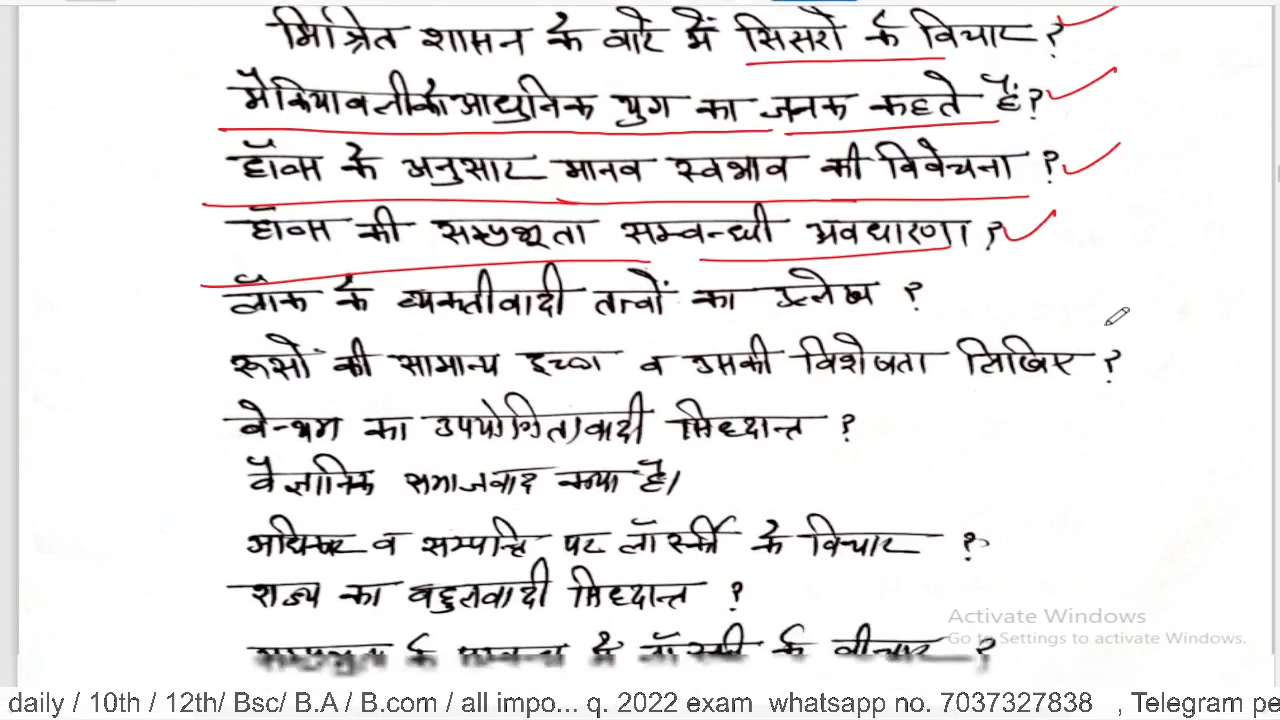 मिश्रित शासन के बारे में सिसरो के विचार ?
मैकियावलीको आधुनिक युग का जनक कहते हैं?
हॉब्स के अनुसार मानव स्वभाव की विवेचना ?
हॉब्स की सम्प्रभुता सम्बन्धी अवधारणा ?
लॉक के व्यक्तीवादी तत्वों का उल्लेख ?
रूसों की सामान्य इच्छा व उसकी विशेषता लिखिए ?
बेन्थम का उपयोगितावादी सिध्दान्त ?
वैज्ञानिक समाजवाद क्या है।
अधिकार व सम्पत्ति पर लॉस्की के विचार ?
राज्य का बहुलवादी सिध्दान्त ?
के लॉस्की के वीचार ?
Activate Windows
Go to Settings to activate Windows.
daily / 10th / 12th/ Bsc/ B.A / B.com / all impo... q. 2022 exam whatsapp no. 7037327838 , Telegram pe